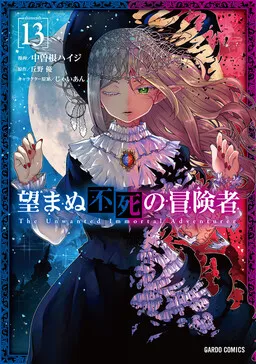 13
漫画・中曽根ハイジ
原作・丘野 優
キャラクター原案/じゃいあん
望まぬ不死の冒険者
The Unwanted Immortal Adventurer
GARDO COMICS